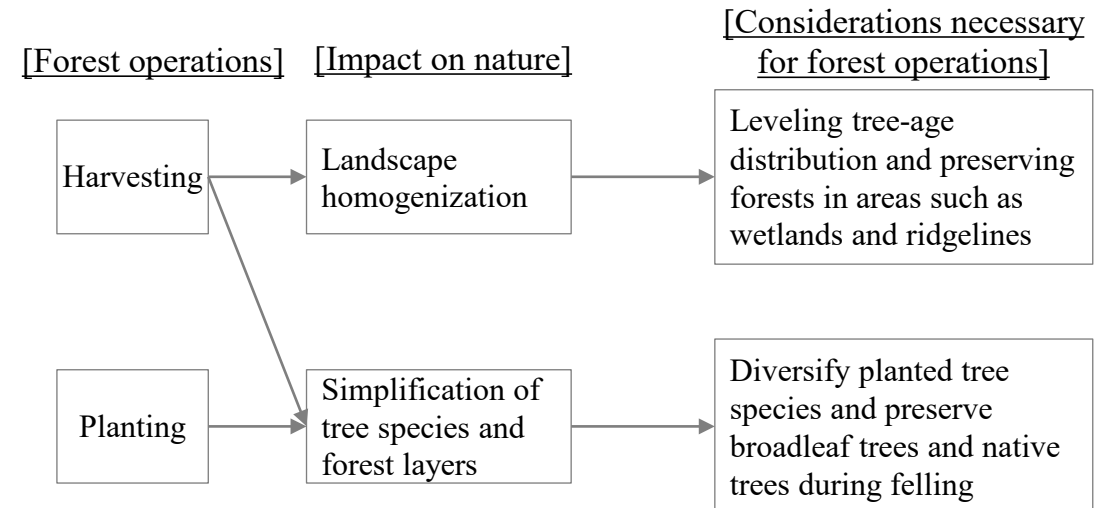 [Forest operations]
[Impact on nature]
[Considerations necessary
for forest operations]
Harvesting
Landscape
homogenization
Leveling tree-age
distribution and preserving
forests in areas such as
wetlands and ridgelines
Planting
Simplification of
tree species and
forest layers
Diversify planted tree
species and preserve
broadleaf trees and native
trees during felling